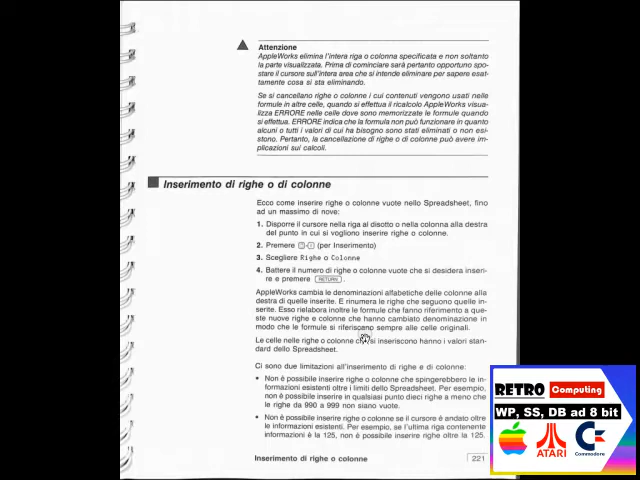 Attenzione
AppleWorks elimina l'intera riga o colonna specificata e non soltanto
la parte visualizzata. Prima di cominciare sarà pertanto opportuno spo-
stare il cursore sull'intera area che si intende eliminare per sapere esat-
tamente cosa si sta eliminando.
Se si cancellano righe o colonne i cui contenuti vengono usati nelle
formule in altre celle, quando si effettua il ricalcolo AppleWorks visua-
lizza ERRORE nelle celle dove sono memorizzate le formule quando
si effettua. ERRORE indica che la formula non può funzionare in quanto
alcuni o tutti i valori di cui ha bisogno sono stati eliminati o non esi-
stono. Pertanto, la cancellazione di righe o di colonne può avere im-
plicazioni sui calcoli.
Inserimento di righe o di colonne
Ecco come inserire righe o colonne vuote nello Spreadsheet, fino
ad un massimo di nove:
1. Disporre il cursore nella riga al disotto o nella colonna alla destra
del punto in cui si vogliono inserire righe o colonne.
2. Premere (per Inserimento)
3. Scegliere Righe o Colonne
4. Battere il numero di righe o colonne vuote che si desidera inseri-
re e premere RETURN.
AppleWorks cambia le denominazioni alfabetiche delle colonne alla
destra di quelle inserite. E rinumera le righe che seguono quelle in-
serite. Esso rielabora inoltre le formule che fanno riferimento a que-
ste nuove righe e colonne che hanno cambiato denominazione in
modo che le formule si riferiscono sempre alle celle originali.
Le celle nelle righe o colonne che si inseriscono hanno i valori stan-
dard dello Spreadsheet.
Ci sono due limitazioni all'inserimento di righe e di colonne:
• Non è possibile inserire righe o colonne che spingerebbero le in-
formazioni esistenti oltre i limiti dello Spreadsheet. Per esempio,
non è possibile inserire in qualsiasi punto dieci righe a meno che
le righe da 990 a 999 non siano vuote.
• Non è possibile inserire righe o colonne se il cursore è andato oltre
le informazioni esistenti. Per esempio, se l'ultima riga contenente
informazioni è la 125, non è possibile inserire righe oltre la 125.
Inserimento di righe o colonne 221
RETRO Computing
WP, SS, DB ad 8 bit
ATARI Commodore